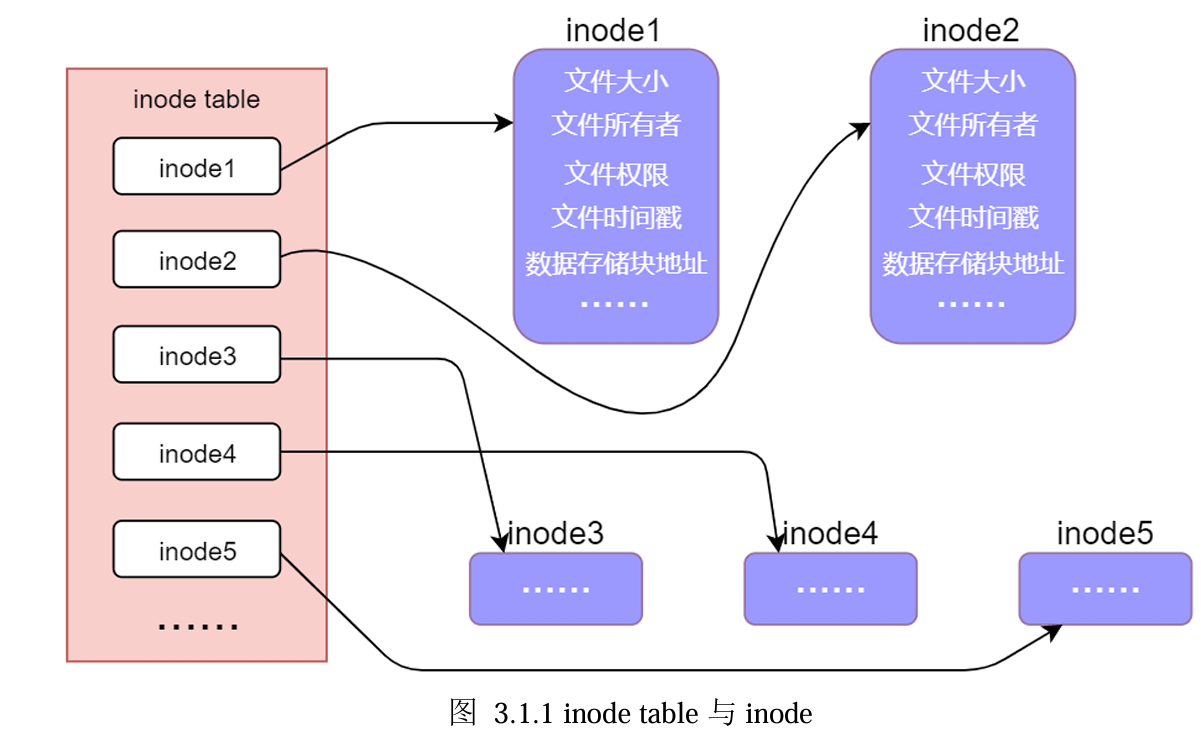 inode table
inode1
inode2
inode3
inode4
inode5
......
inode1
文件大小
文件所有者
文件权限
文件时间戳
数据存储块地址
......
inode2
文件大小
文件所有者
文件权限
文件时间戳
数据存储块地址
......
inode3
......
inode4
......
inode5
......
图 3.1.1 inode table 与 inode